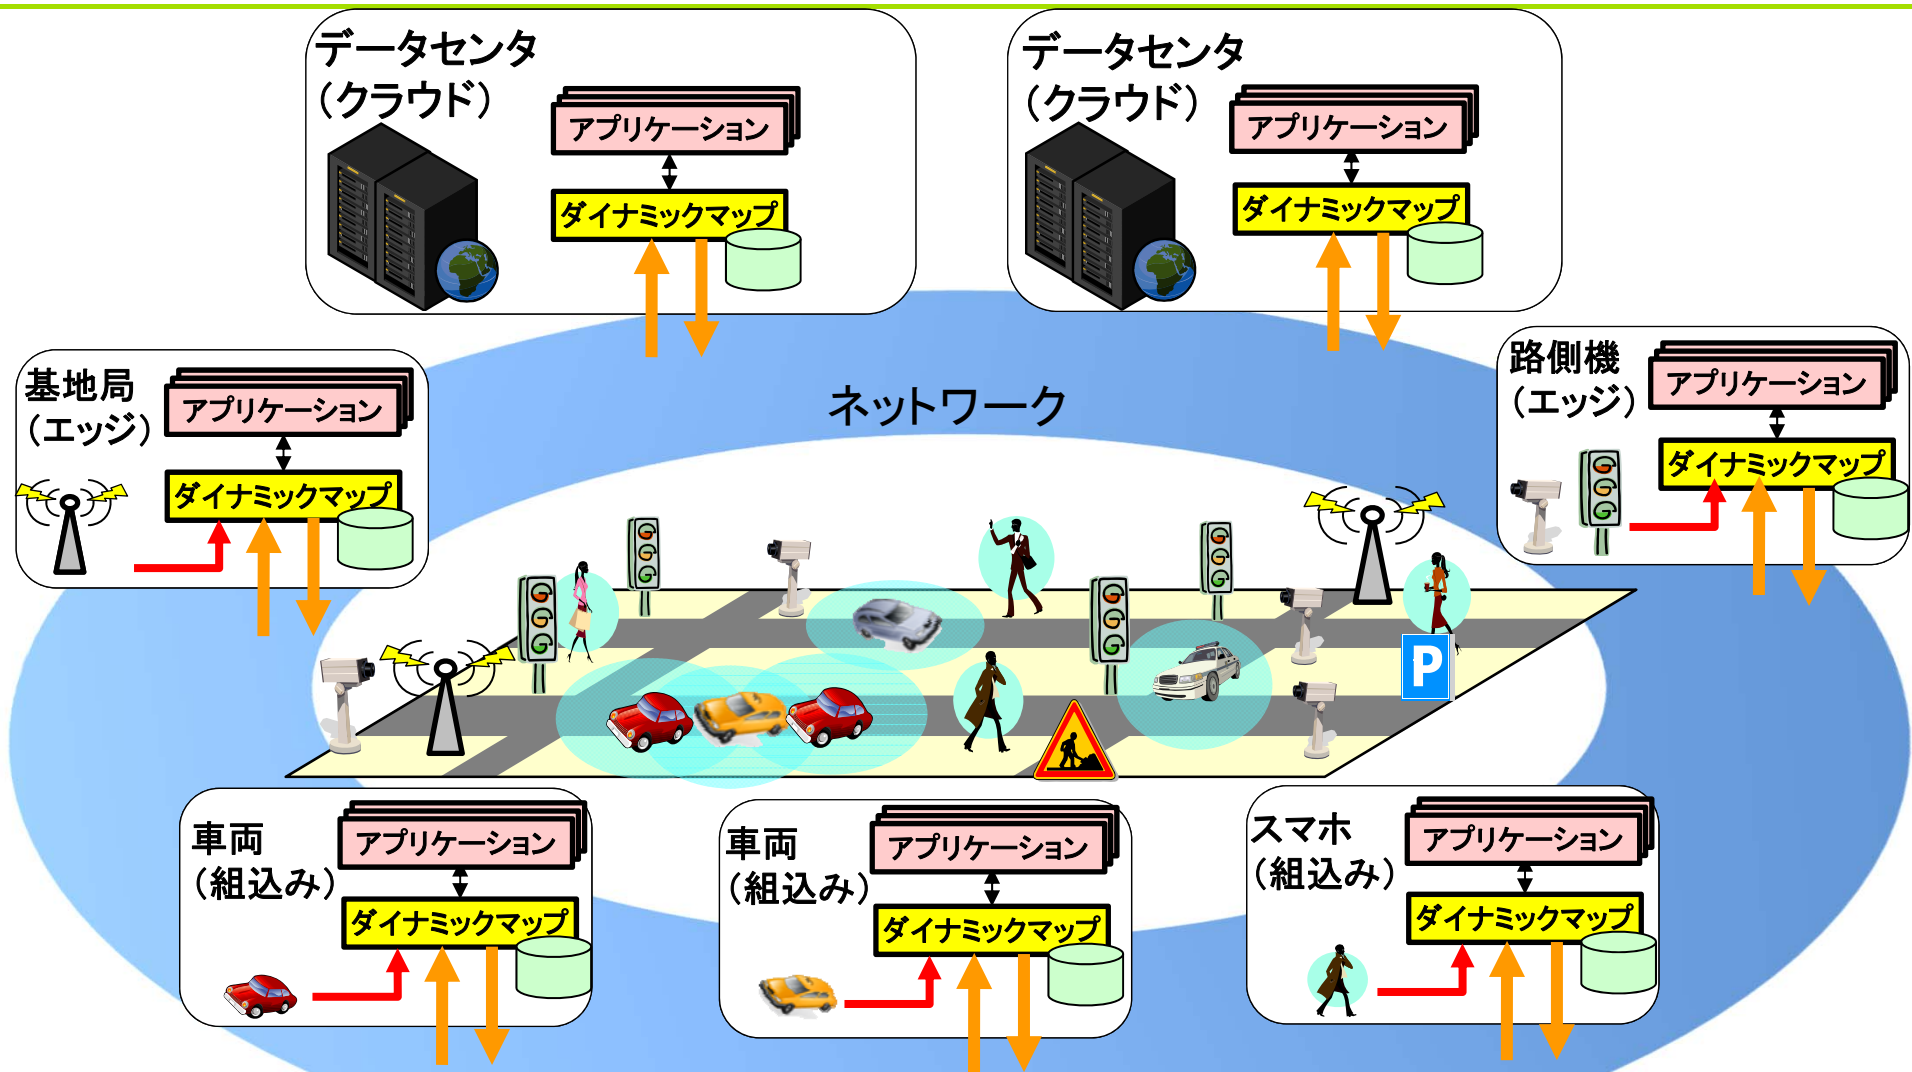 データセンタ
（クラウド）
アプリケーション
ダイナミックマップ
データセンタ
（クラウド）
アプリケーション
ダイナミックマップ
基地局
（エッジ）
アプリケーション
ダイナミックマップ
ネットワーク
路側機
（エッジ）
アプリケーション
ダイナミックマップ
P
車両
（組込み）
アプリケーション
ダイナミックマップ
車両
（組込み）
アプリケーション
ダイナミックマップ
スマホ
（組込み）
アプリケーション
ダイナミックマップ